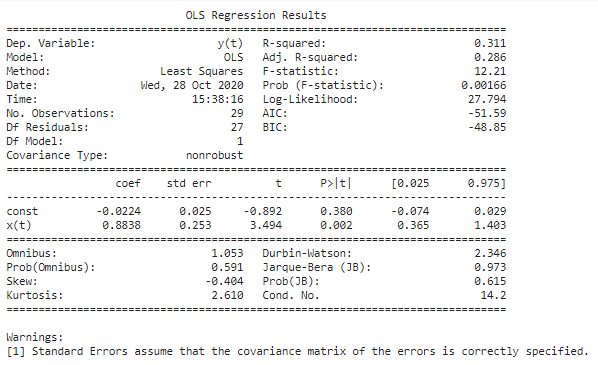 OLS Regression Results
==============================================================================
Dep. Variable: y(t) R-squared: 0.311
Model: OLS Adj. R-squared: 0.286
Method: Least Squares F-statistic: 12.21
Date: Wed, 28 Oct 2020 Prob (F-statistic): 0.00166
Time: 15:38:16 Log-Likelihood: 27.794
No. Observations: 29 AIC: -51.59
Df Residuals: 27 BIC: -48.85
Df Model: 1
Covariance Type: nonrobust
==============================================================================
coef std err t P>|t| [0.025 0.975]
------------------------------------------------------------------------------
const -0.0224 0.025 -0.892 0.380 -0.074 0.029
x(t) 0.8838 0.253 3.494 0.002 0.365 1.403
==============================================================================
Omnibus: 1.053 Durbin-Watson: 2.346
Prob(Omnibus): 0.591 Jarque-Bera (JB): 0.973
Skew: -0.404 Prob(JB): 0.615
Kurtosis: 2.610 Cond. No. 14.2
==============================================================================
Warnings:
[1] Standard Errors assume that the covariance matrix of the errors is correctly specified.